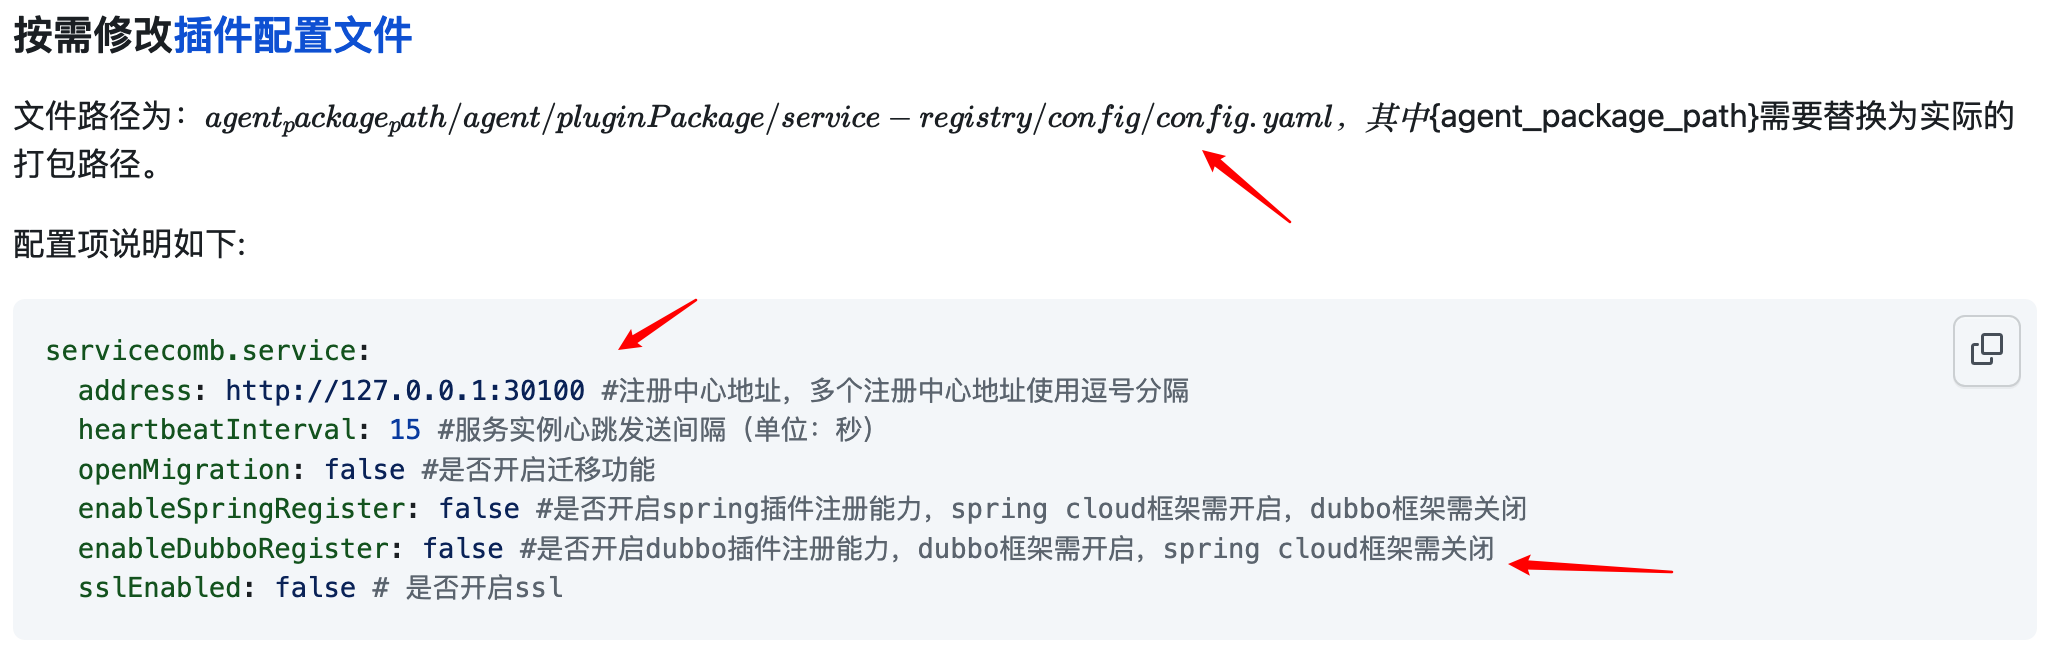 按需修改插件配置文件
文件路径为：agentₚackageₚath/agent/pluginPackage/service − registry/config/config.yaml，其中{agent_package_path}需要替换为实际的
打包路径。
配置项说明如下:
servicecomb.service:
  address: http://127.0.0.1:30100 #注册中心地址，多个注册中心地址使用逗号分隔
  heartbeatInterval: 15 #服务实例心跳发送间隔（单位：秒）
  openMigration: false #是否开启迁移功能
  enableSpringRegister: false #是否开启spring插件注册能力，spring cloud框架需开启，dubbo框架需关闭
  enableDubboRegister: false #是否开启dubbo插件注册能力，dubbo框架需开启，spring cloud框架需关闭
  sslEnabled: false # 是否开启ssl